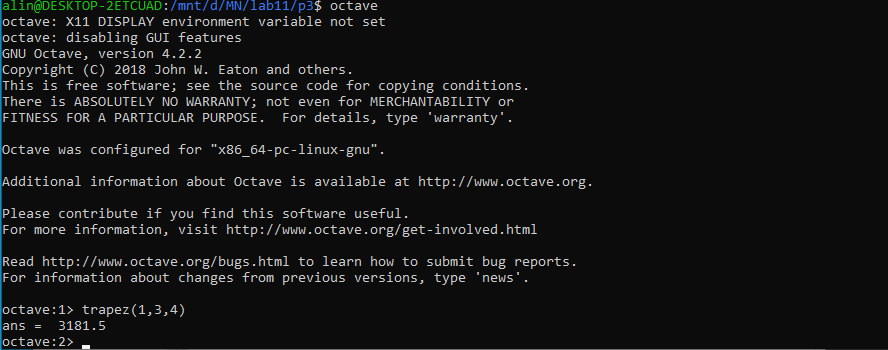 alin@DESKTOP-2ETCUAD:/mnt/d/MN/lab11/p3$ octave
octave: X11 DISPLAY environment variable not set
octave: disabling GUI features
GNU Octave, version 4.2.2
Copyright (C) 2018 John W. Eaton and others.
This is free software; see the source code for copying conditions.
There is ABSOLUTELY NO WARRANTY; not even for MERCHANTABILITY or
FITNESS FOR A PARTICULAR PURPOSE.  For details, type 'warranty'.
Octave was configured for "x86_64-pc-linux-gnu".
Additional information about Octave is available at http://www.octave.org.
Please contribute if you find this software useful.
For more information, visit http://www.octave.org/get-involved.html
Read http://www.octave.org/bugs.html to learn how to submit bug reports.
For information about changes from previous versions, type 'news'.
octave:1> trapez(1,3,4)
ans =  3181.5
octave:2>